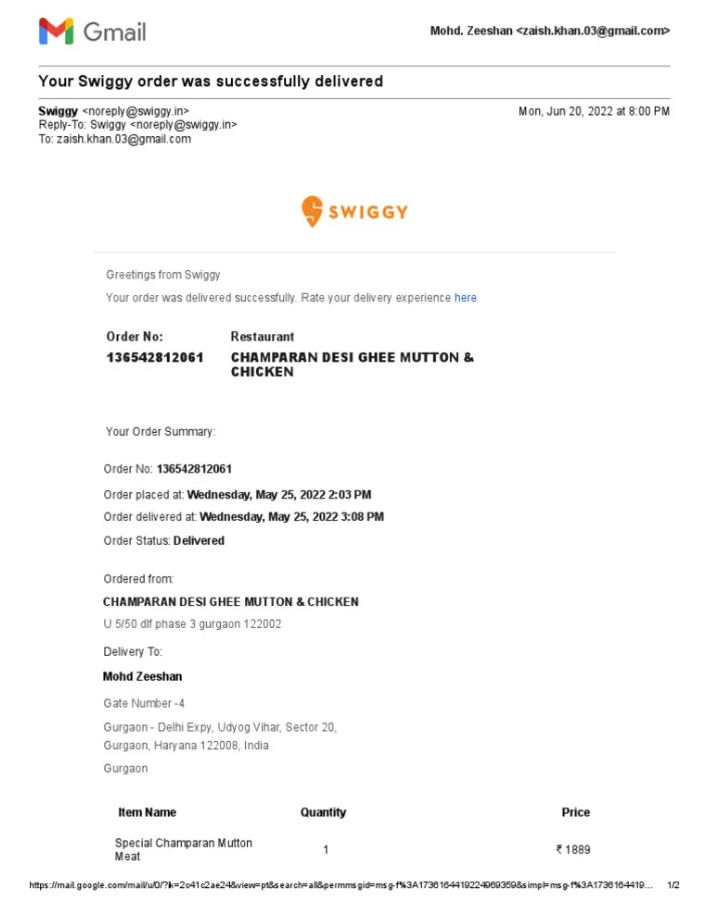 Gmail
Mohd. Zeeshan <zaish.khan.03@gmail.com>
Your Swiggy order was successfully delivered
Swiggy <noreply@swiggy.in>
Mon, Jun 20, 2022 at 8:00 PM
Reply-To: Swiggy <noreply@swiggy.in>
To: zaish.khan.03@gmail.com
SWIGGY
Greetings from Swiggy
Your order was delivered successfully. Rate your delivery experience here
Order No:
Restaurant
136542812061
CHAMPARAN DESI GHEE MUTTON &
CHICKEN
Your Order Summary:
Order No: 136542812061
Order placed at: Wednesday, May 25, 2022 2:03 PM
Order delivered at: Wednesday, May 25, 2022 3:08 PM
Order Status: Delivered
Ordered from:
CHAMPARAN DESI GHEE MUTTON & CHICKEN
U 5/50 dlf phase 3 gurgaon 122002
Delivery To:
Mohd Zeeshan
Gate Number -4
Gurgaon - Delhi Expy, Udyog Vihar, Sector 20,
Gurgaon, Haryana 122008, India
Gurgaon
Item Name Quantity Price
Special Champaran Mutton
Meat
1
₹ 1889
https://mail.google.com/mail/u/0/?ik=2c41c2ae24&view=pt&search=all&permmsgid=msg-f%3A1736164419224969359&simpl=msg-f%3A1736164419... 1/2